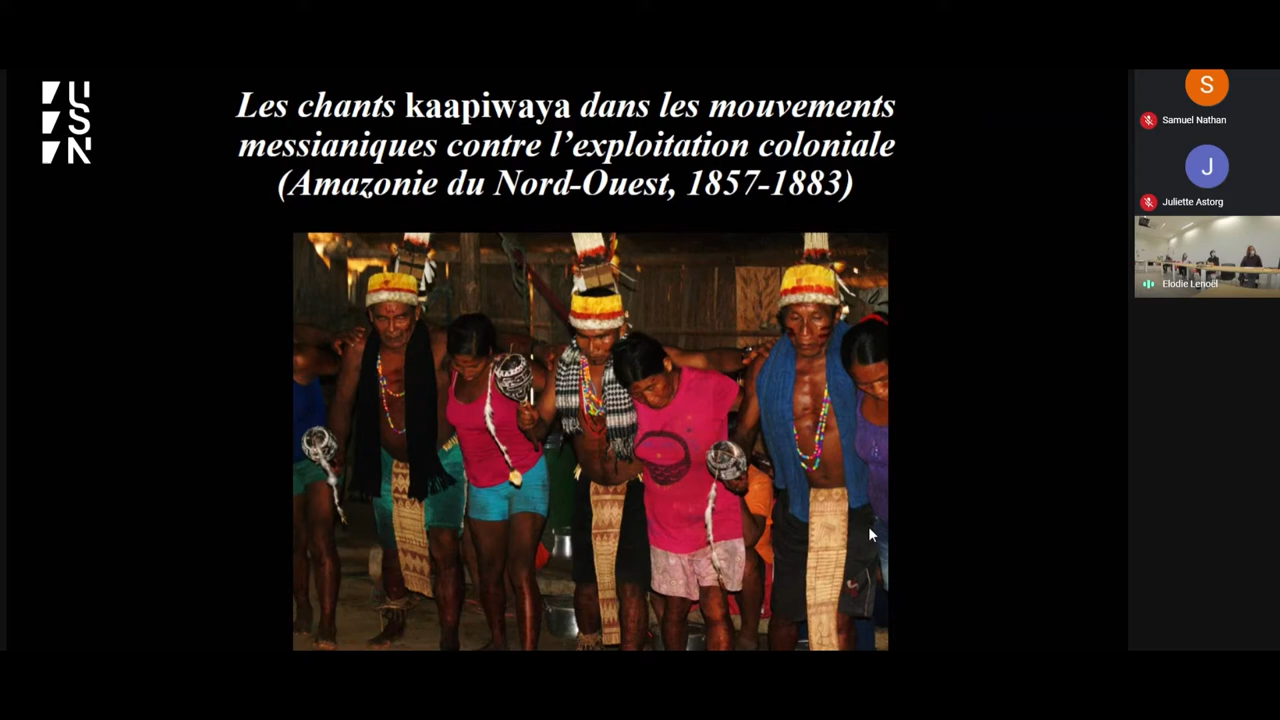 USN
Les chants kaapiwaya dans les mouvements
messianiques contre l'exploitation coloniale
(Amazonie du Nord-Ouest, 1857-1883)
S
Samuel Nathan
J
Juliette Astorg
Elodie Lenoël